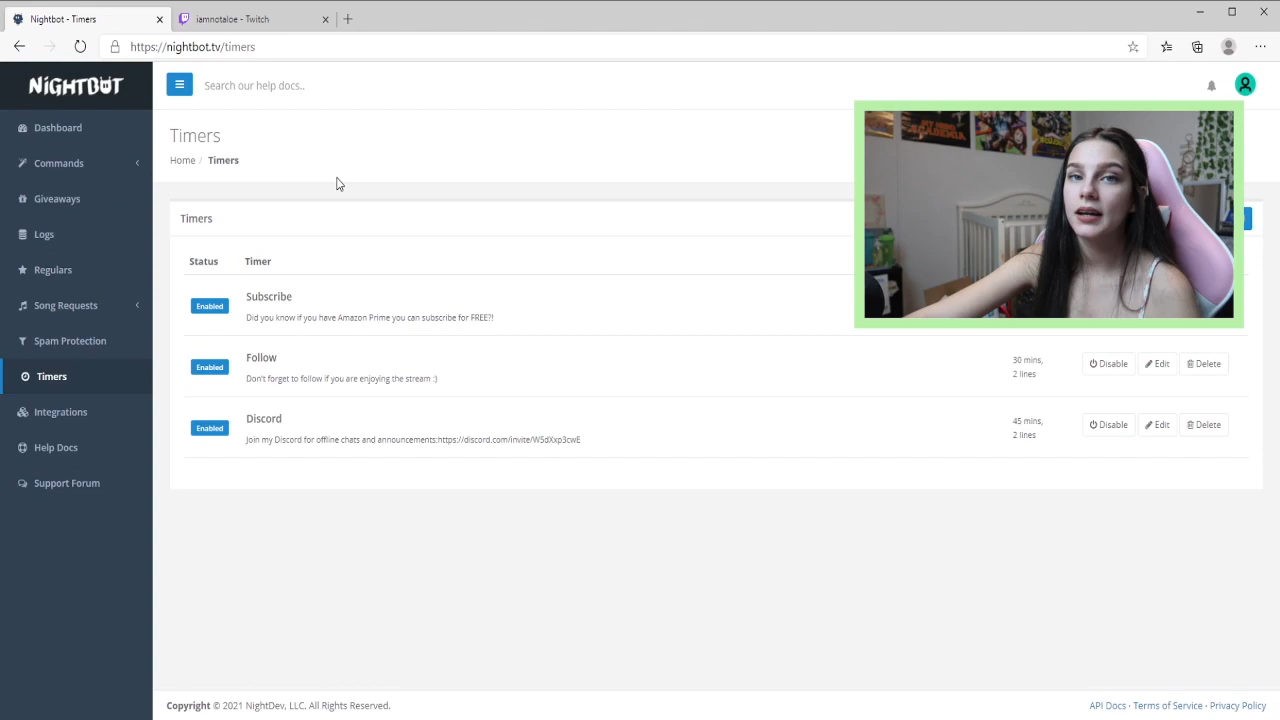 Nightbot - Timers
iamnotaloe - Twitch
https://nightbot.tv/timers
NIGHTBOT
Search our help docs..
Dashboard
Commands
Giveaways
Logs
Regulars
Song Requests
Spam Protection
Timers
Integrations
Help Docs
Support Forum
Timers
Home / Timers
Timers
Status Timer
Enabled
Subscribe
Did you know if you have Amazon Prime you can subscribe for FREE?!
Enabled
Follow
Don't forget to follow if you are enjoying the stream :)
30 mins,
2 lines
Disable Edit Delete
Enabled
Discord
Join my Discord for offline chats and announcements:https://discord.com/invite/W5dXxp3cwE
45 mins,
2 lines
Disable Edit Delete
MY HERO
ACADEMIA
Copyright © 2021 NightDev, LLC. All Rights Reserved.
API Docs · Terms of Service · Privacy Policy